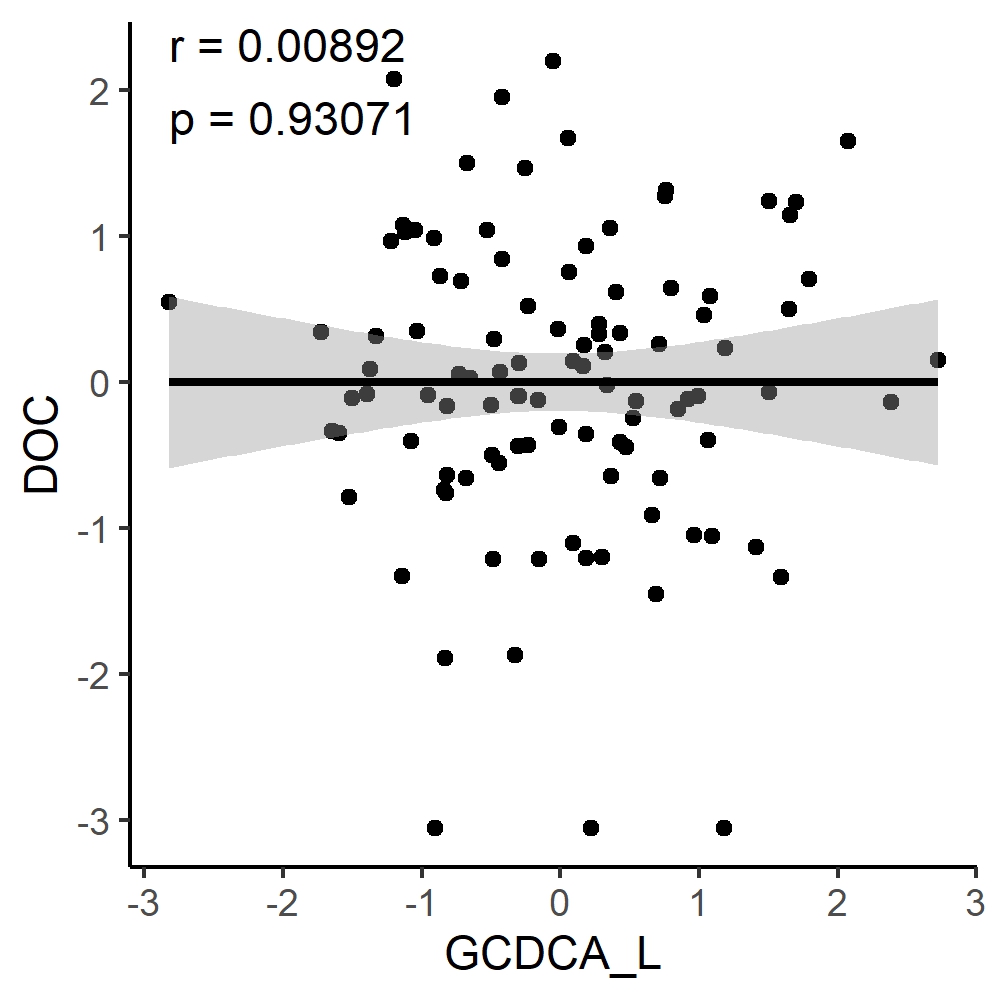 r = 0.00892
p = 0.93071
DOC
2
1
0
-1
-2
-3
-3 -2 -1 0 1 2 3
GCDCA_L